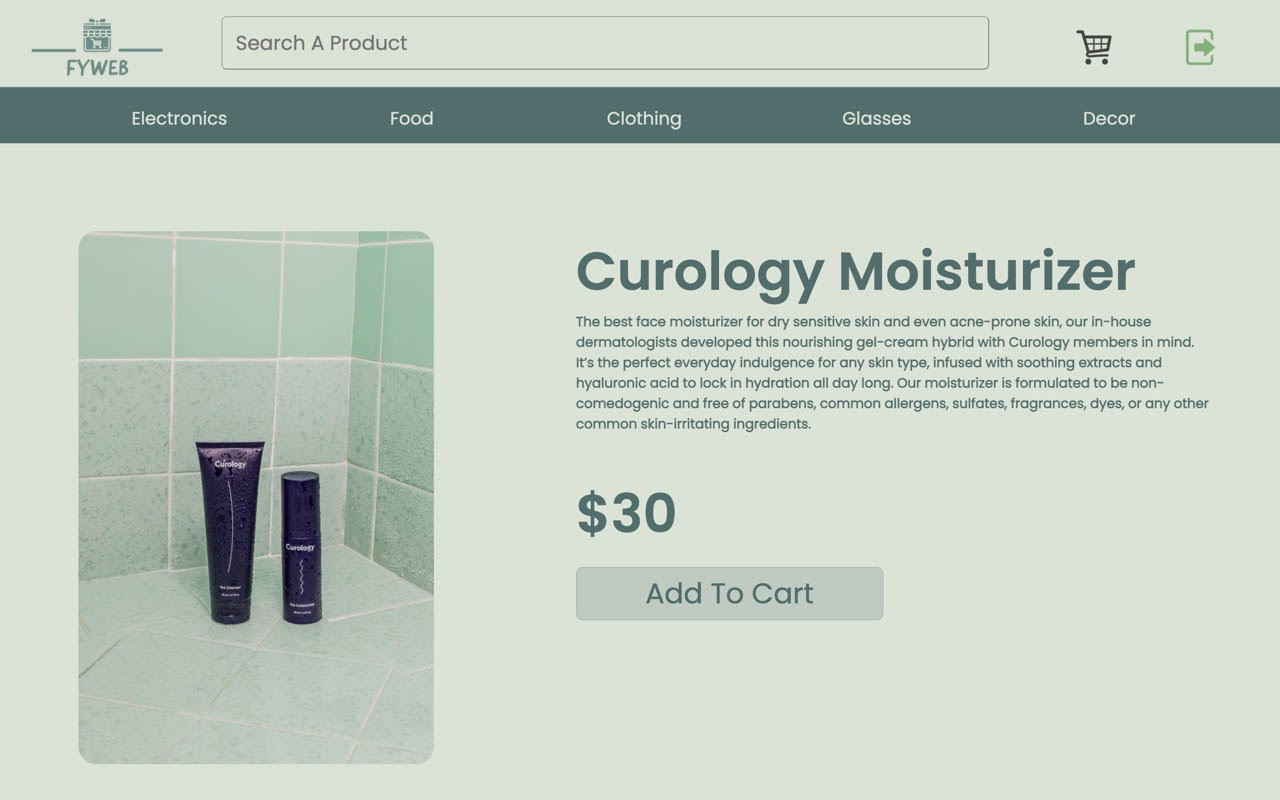 FYWEB
Search A Product
Electronics Food Clothing Glasses Decor
Curology Moisturizer
The best face moisturizer for dry sensitive skin and even acne-prone skin, our in-house
dermatologists developed this nourishing gel-cream hybrid with Curology members in mind.
It’s the perfect everyday indulgence for any skin type, infused with soothing extracts and
hyaluronic acid to lock in hydration all day long. Our moisturizer is formulated to be non-
comedogenic and free of parabens, common allergens, sulfates, fragrances, dyes, or any other
common skin-irritating ingredients.
$30
Add To Cart
Curology
the cleanser
Curology
the moisturizer